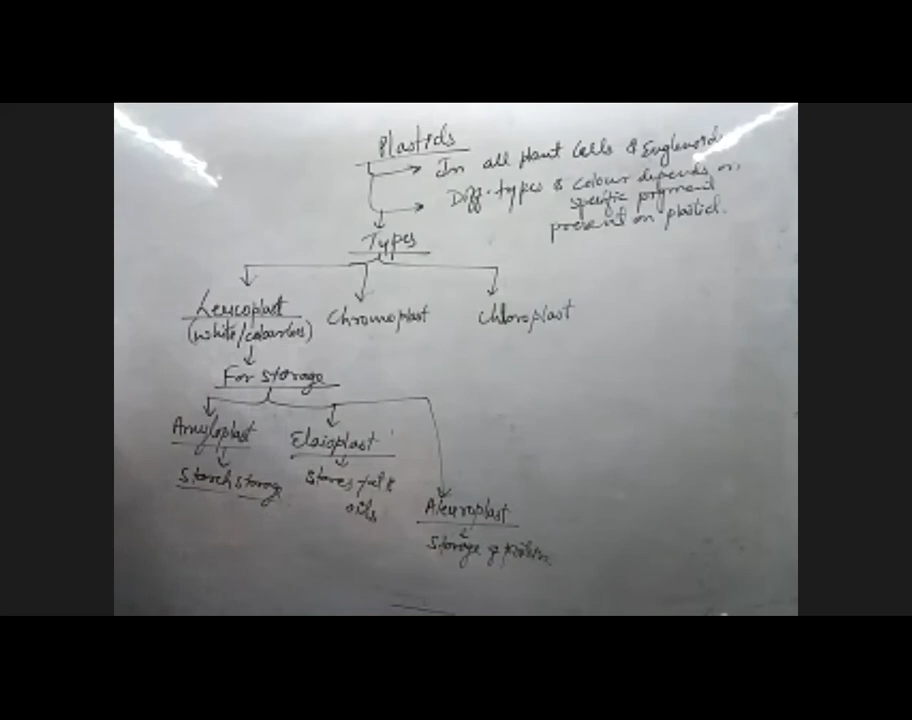 Plastids
In all plant Cells & Euglenoid
Diff. types & colour depends on
specific pigment
present on plastid.
Types
Leucoplast Chromoplast Chloroplast
(white/colourless)
For storage
Amyloplast Elaioplast
Starch storage Stores fat &
oils
Aleuroplast
Storage of protein